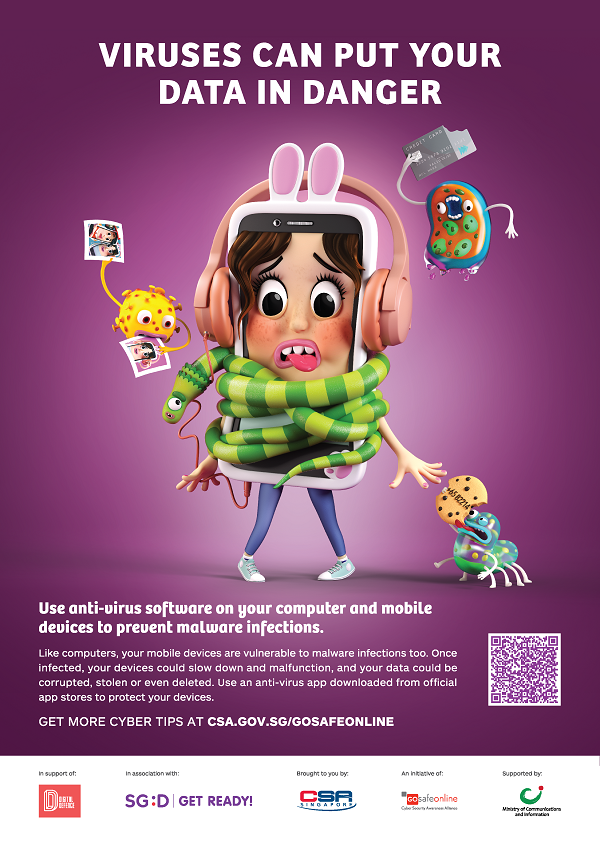 VIRUSES CAN PUT YOUR
DATA IN DANGER
CREDIT CARD
+65 82214
Use anti-virus software on your computer and mobile
devices to prevent malware infections.
Like computers, your mobile devices are vulnerable to malware infections too. Once
infected, your devices could slow down and malfunction, and your data could be
corrupted, stolen or even deleted. Use an anti-virus app downloaded from official
app stores to protect your devices.
GET MORE CYBER TIPS AT CSA.GOV.SG/GOSAFEONLINE
In support of:
DIGITAL
DEFENCE
In association with:
SG:D | GET READY!
Brought to you by:
CSA
SINGAPORE
An initiative of:
GOsafeonline
Cyber Security Awareness Alliance
Supported by:
Ministry of Communications
and Information